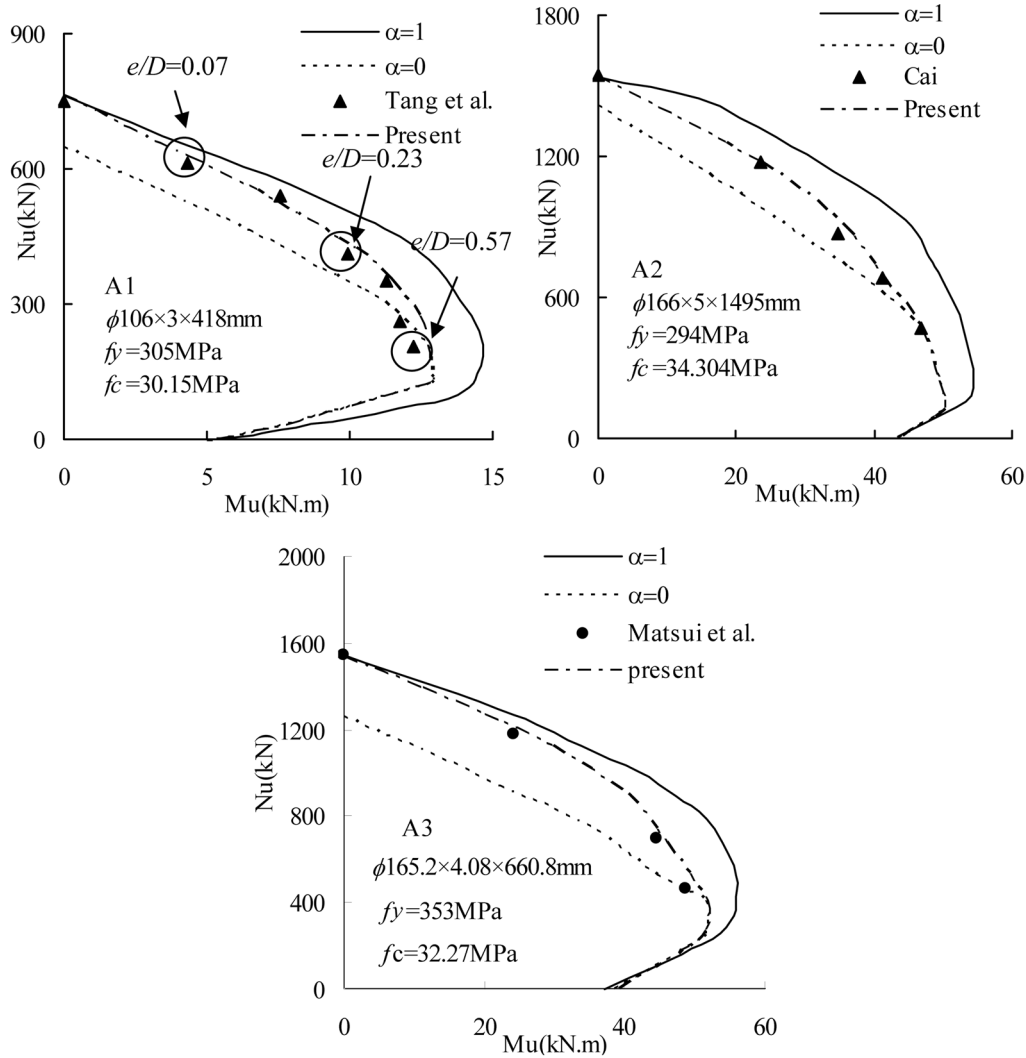 900
600
300
0
Nu(kN)
0
5
10
15
Mu(kN.m)
α=1
α=0
Tang et al.
Present
e/D=0.07
e/D=0.23
e/D=0.57
A1
ϕ106×3×418mm
fy=305MPa
fc=30.15MPa
1800
1200
600
0
Nu(kN)
0
20
40
60
Mu(kN.m)
α=1
α=0
Cai
Present
A2
ϕ166×5×1495mm
fy=294MPa
fc=34.304MPa
2000
1600
1200
800
400
0
Nu(kN)
0
20
40
60
Mu(kN.m)
α=1
α=0
Matsui et al.
present
A3
ϕ165.2×4.08×660.8mm
fy=353MPa
fc=32.27MPa